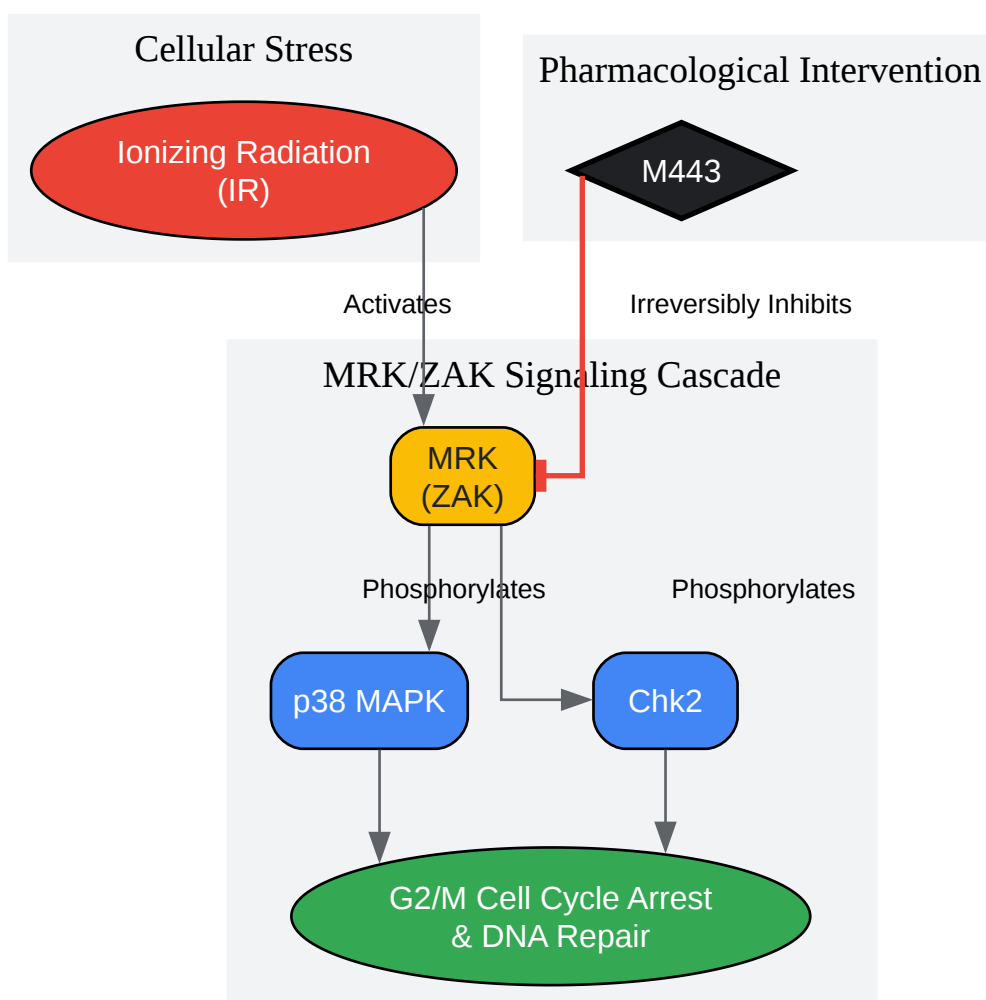 Cellular Stress
Pharmacological Intervention
Ionizing Radiation
(IR)
M443
Activates
Irreversibly Inhibits
MRK/ZAK Signaling Cascade
MRK
(ZAK)
Phosphorylates
Phosphorylates
p38 MAPK
Chk2
G2/M Cell Cycle Arrest
& DNA Repair